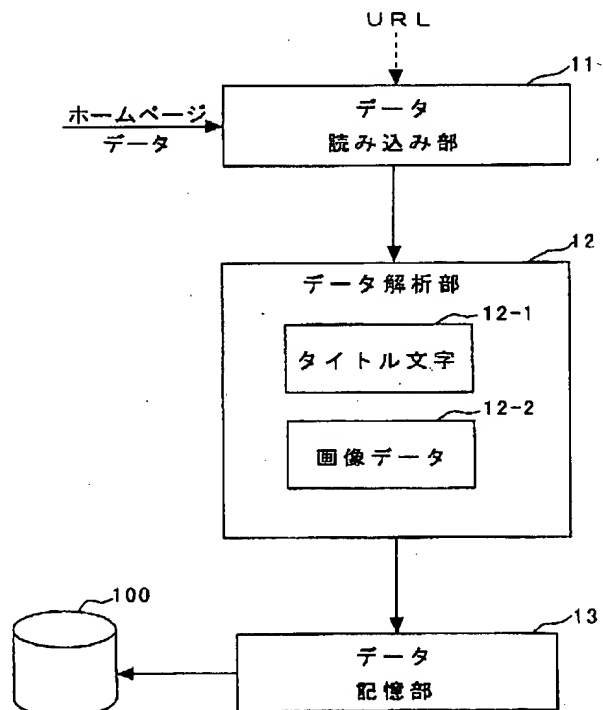 URL
11
データ
読み込み部
ホームページ
データ
12
データ解析部
12-1
タイトル文字
12-2
画像データ
100
13
データ
記憶部